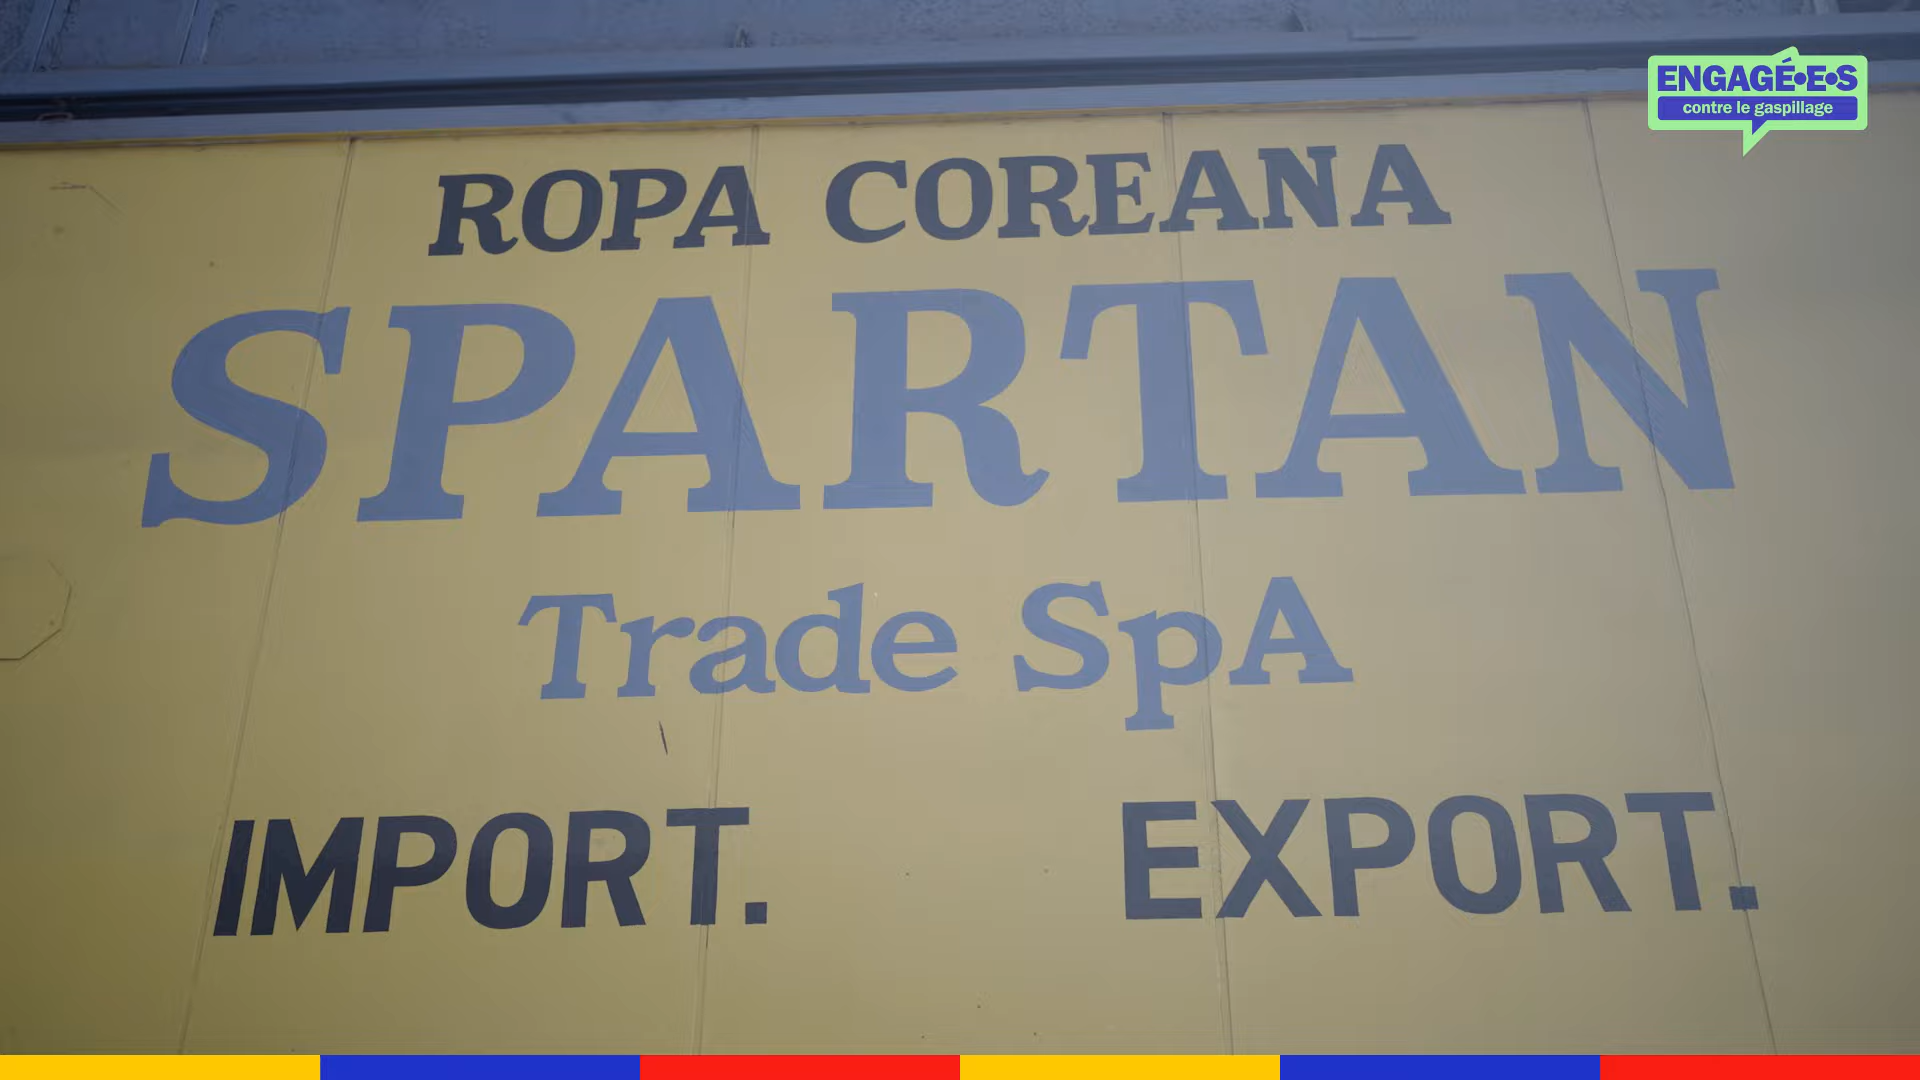 ENGAGÉ•E•S
contre le gaspillage
ROPA COREANA
SPARTAN
Trade SpA
IMPORT. EXPORT.